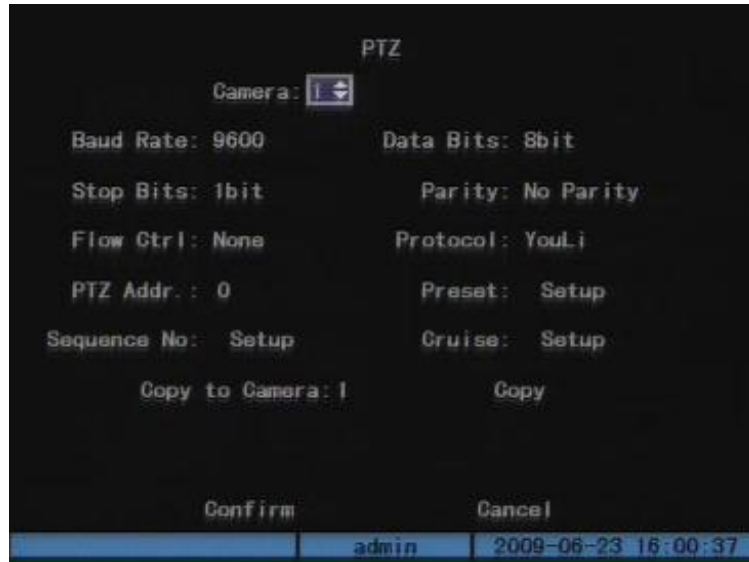 PTZ
Camera: 1
Baud Rate: 9600 Data Bits: 8bit
Stop Bits: 1bit Parity: No Parity
Flow Ctrl: None Protocol: YouLi
PTZ Addr.: 0 Preset: Setup
Sequence No: Setup Cruise: Setup
Copy to Camera:1 Copy
Confirm Cancel
admin 2009-06-23 16:00:37